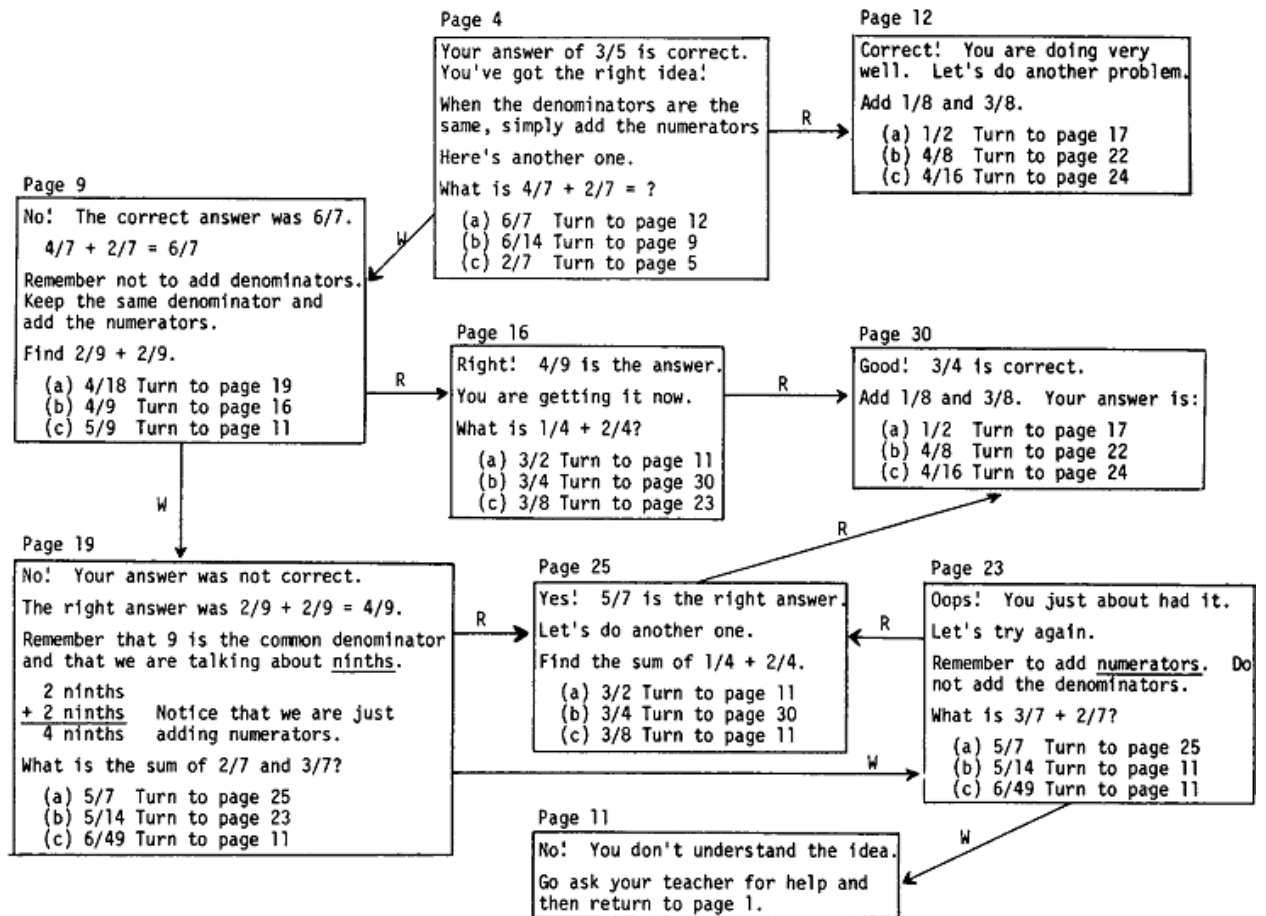 Page 4
Your answer of 3/5 is correct.
You've got the right idea!
When the denominators are the
same, simply add the numerators
Here's another one.
What is 4/7 + 2/7 = ?
(a) 6/7 Turn to page 12
(b) 6/14 Turn to page 9
(c) 2/7 Turn to page 5
R
W
Page 12
Correct! You are doing very
well. Let's do another problem.
Add 1/8 and 3/8.
(a) 1/2 Turn to page 17
(b) 4/8 Turn to page 22
(c) 4/16 Turn to page 24
Page 9
No! The correct answer was 6/7.
4/7 + 2/7 = 6/7
Remember not to add denominators.
Keep the same denominator and
add the numerators.
Find 2/9 + 2/9.
(a) 4/18 Turn to page 19
(b) 4/9 Turn to page 16
(c) 5/9 Turn to page 11
R
W
Page 16
Right! 4/9 is the answer.
You are getting it now.
What is 1/4 + 2/4?
(a) 3/2 Turn to page 11
(b) 3/4 Turn to page 30
(c) 3/8 Turn to page 23
R
Page 30
Good! 3/4 is correct.
Add 1/8 and 3/8. Your answer is:
(a) 1/2 Turn to page 17
(b) 4/8 Turn to page 22
(c) 4/16 Turn to page 24
Page 19
No! Your answer was not correct.
The right answer was 2/9 + 2/9 = 4/9.
Remember that 9 is the common denominator
and that we are talking about ninths.
2 ninths
+ 2 ninths Notice that we are just
4 ninths adding numerators.
What is the sum of 2/7 and 3/7?
(a) 5/7 Turn to page 25
(b) 5/14 Turn to page 23
(c) 6/49 Turn to page 11
R
W
Page 25
Yes! 5/7 is the right answer.
Let's do another one.
Find the sum of 1/4 + 2/4.
(a) 3/2 Turn to page 11
(b) 3/4 Turn to page 30
(c) 3/8 Turn to page 11
R
Page 23
Oops! You just about had it.
Let's try again.
Remember to add numerators. Do
not add the denominators.
What is 3/7 + 2/7?
(a) 5/7 Turn to page 25
(b) 5/14 Turn to page 11
(c) 6/49 Turn to page 11
R
W
Page 11
No! You don't understand the idea.
Go ask your teacher for help and
then return to page 1.